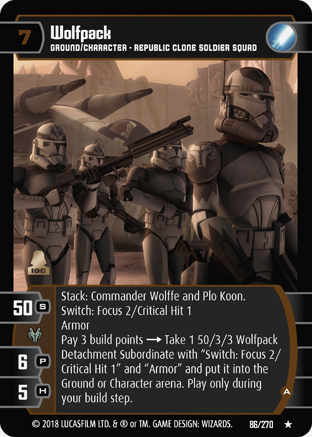 7
Wolfpack
GROUND/CHARACTER - REPUBLIC CLONE SOLDIER SQUAD
IDC
50 S
6 P
5 H
Stack: Commander Wolffe and Plo Koon.
Switch: Focus 2/Critical Hit 1
Armor
Pay 3 build points → Take 1 50/3/3 Wolfpack
Detachment Subordinate with “Switch: Focus 2/
Critical Hit 1” and “Armor” and put it into the
Ground or Character arena. Play only during
your build step.
A
© 2018 LUCASFILM LTD. & ® or TM. GAME DESIGN: WIZARDS.
86/270 ★